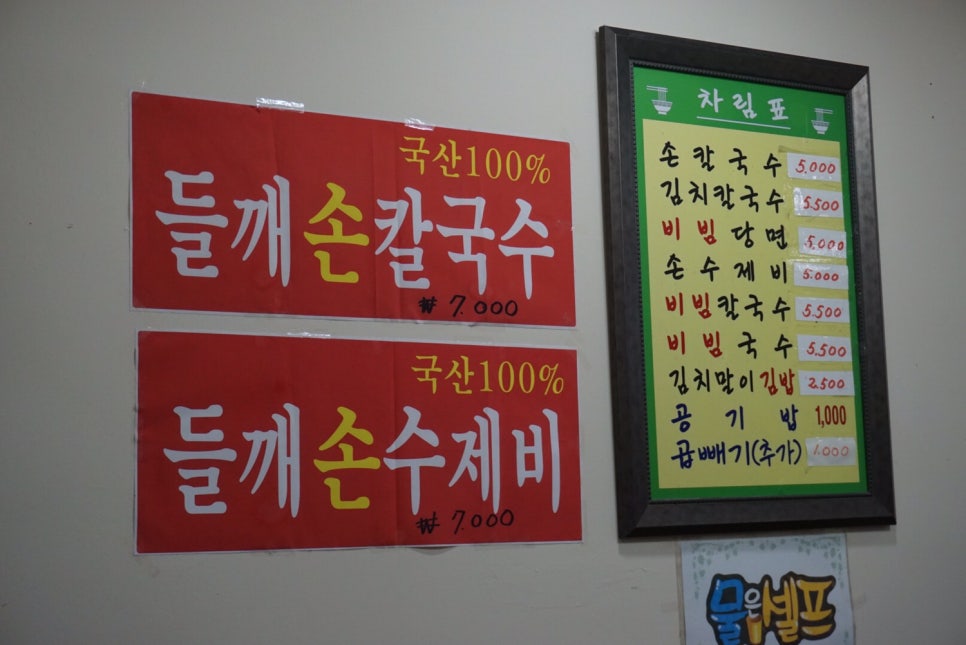 국산100%
들깨손칼국수
₩ 7.000
국산100%
들깨손수제비
₩ 7.000
차림표
손칼국수 5.000
김치칼국수 5.500
비빔당면 5.000
손수제비 5.000
비빔칼국수 5.500
비빔국수 5.500
김치말이김밥 2.500
공기밥 1,000
곱빼기(추가) 1.000
물은 셀프